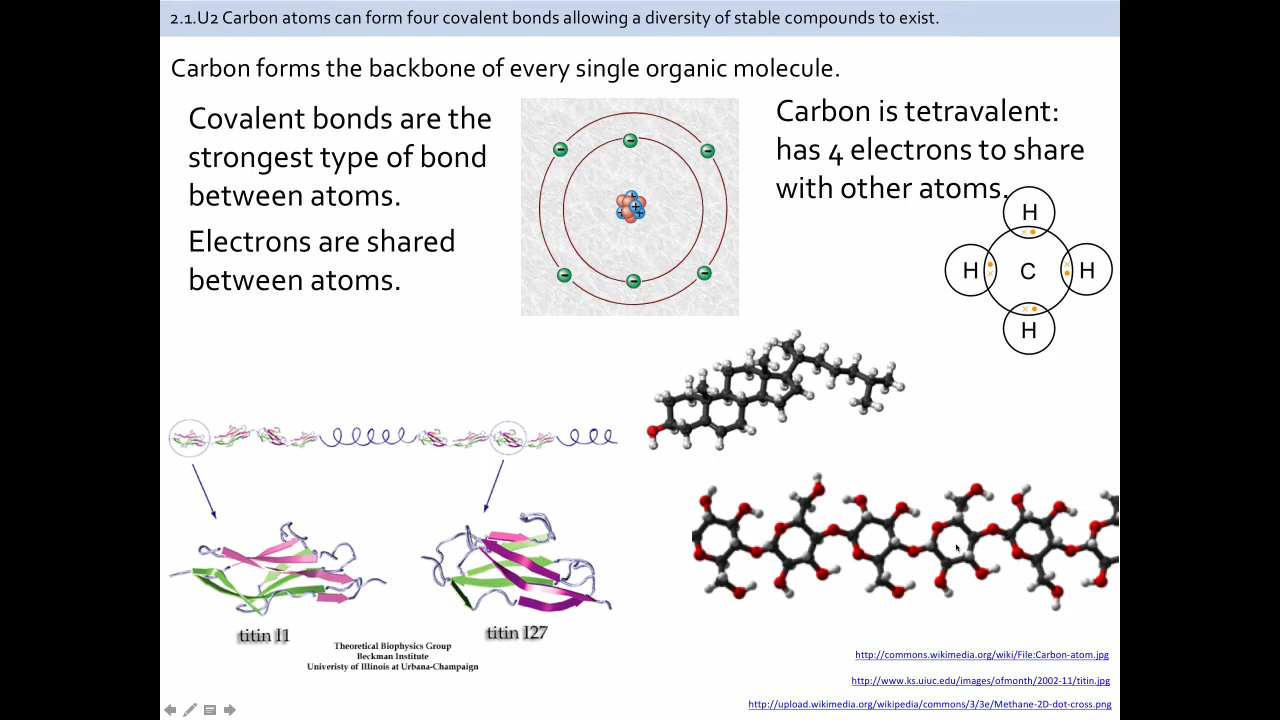 2.1.U2 Carbon atoms can form four covalent bonds allowing a diversity of stable compounds to exist.
Carbon forms the backbone of every single organic molecule.
Covalent bonds are the
strongest type of bond
between atoms.
Electrons are shared
between atoms.
Carbon is tetravalent:
has 4 electrons to share
with other atoms.
H
H C H
H
titin I1
titin I27
Theoretical Biophysics Group
Beckman Institute
Univeristy of Illinois at Urbana-Champaign
http://commons.wikimedia.org/wiki/File:Carbon-atom.jpg
http://www.ks.uiuc.edu/images/ofmonth/2002-11/titin.jpg
http://upload.wikimedia.org/wikipedia/commons/3/3e/Methane-2D-dot-cross.png